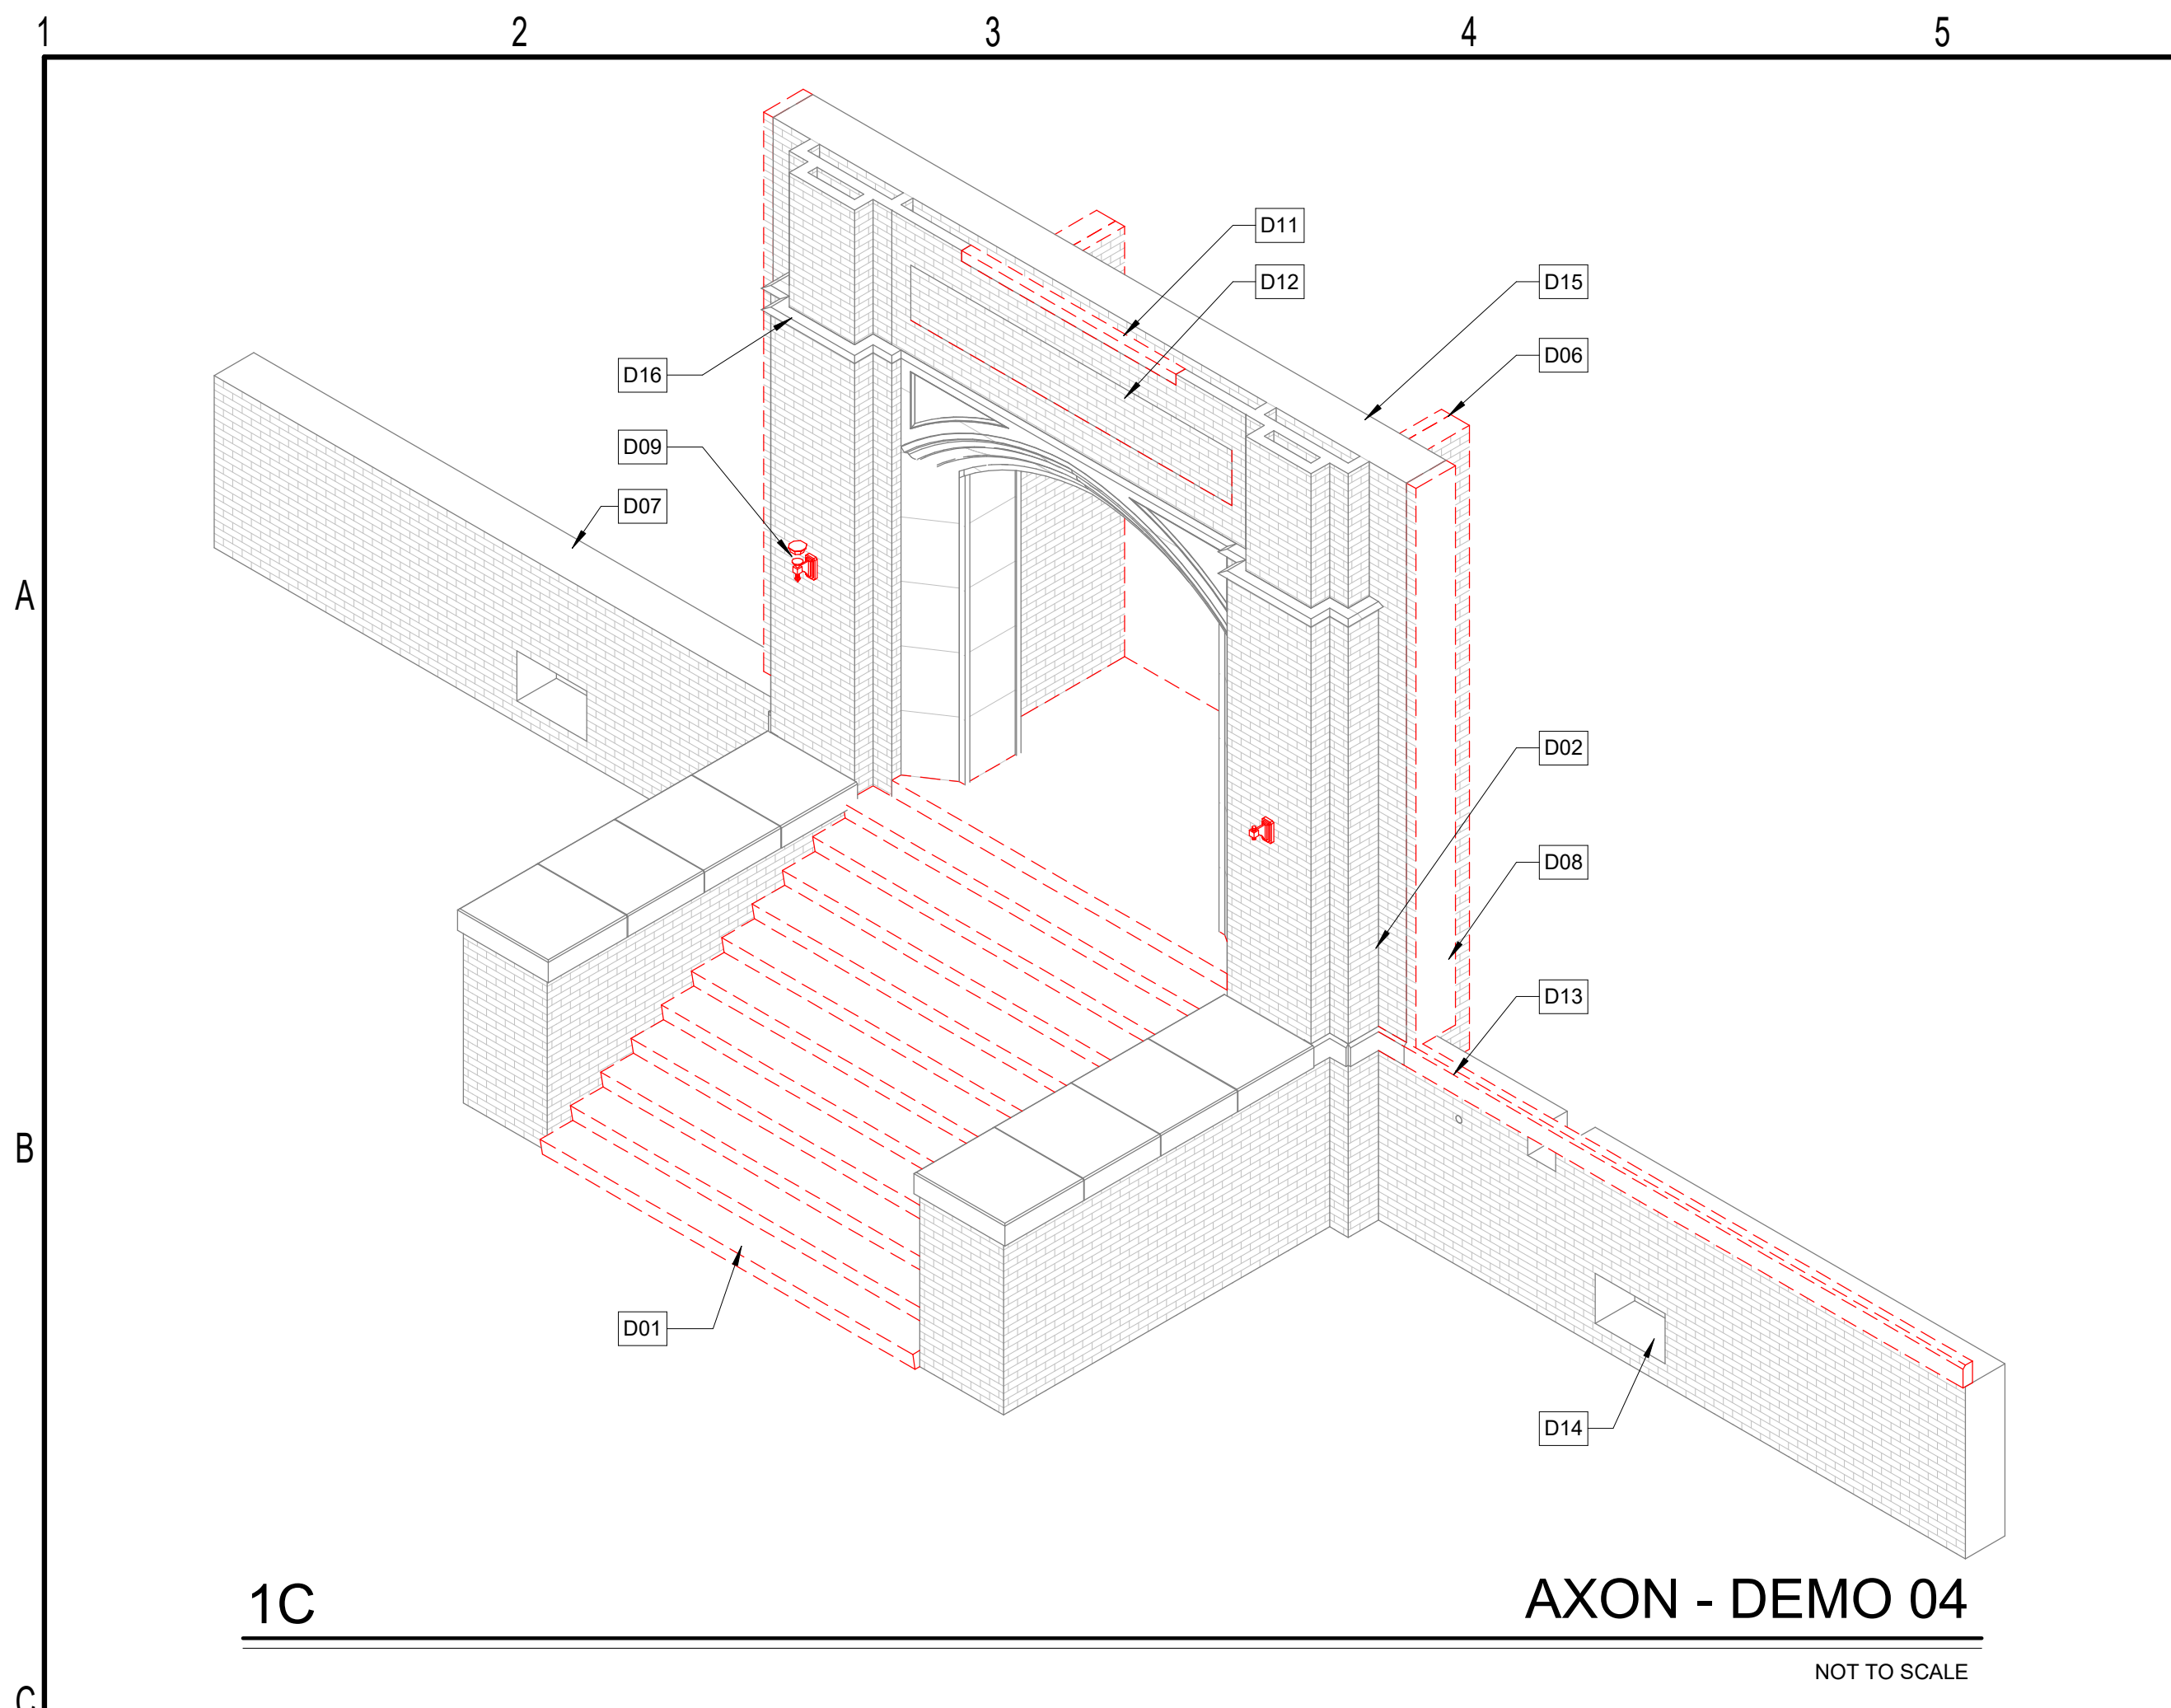 1 2 3 4 5
D11
D12
D15
D06
D16
D09
D07
A
D02
D08
D13
B
D01
D14
1C
AXON - DEMO 04
NOT TO SCALE
C